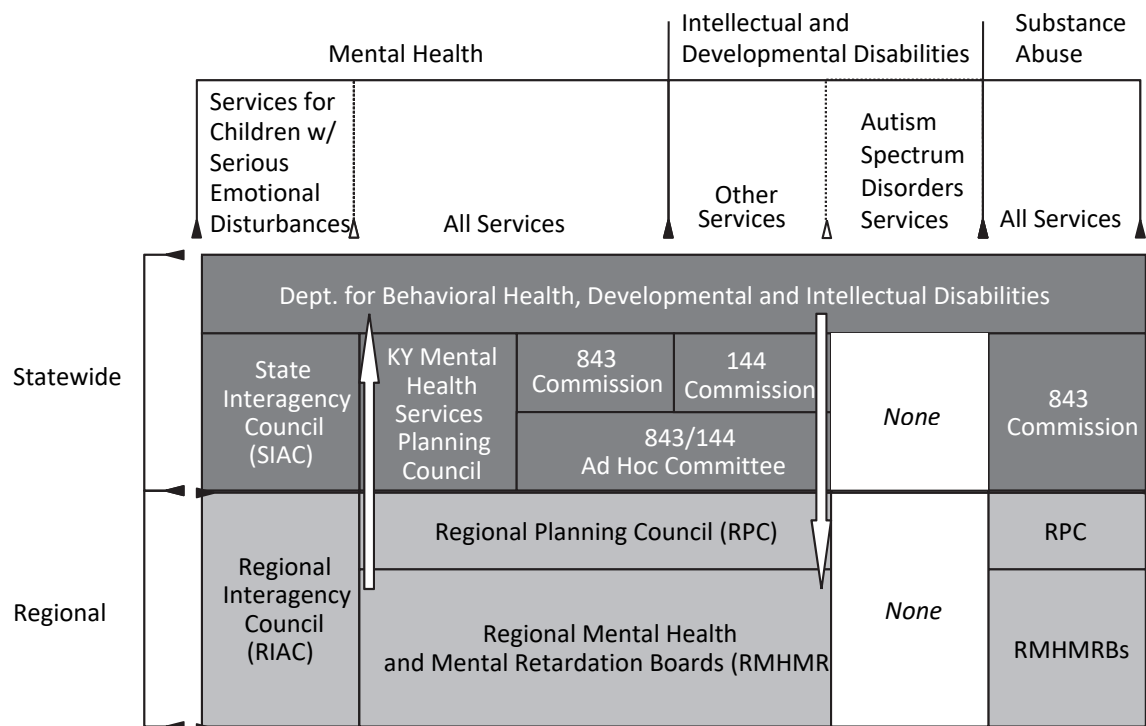 Mental Health
Intellectual and
Developmental Disabilities
Substance
Abuse
Services for
Children w/
Serious
Emotional
Disturbances
All Services
Other
Services
Autism
Spectrum
Disorders
Services
All Services
Statewide
Dept. for Behavioral Health, Developmental and Intellectual Disabilities
State
Interagency
Council
(SIAC)
KY Mental
Health
Services
Planning
Council
843
Commission
144
Commission
843/144
Ad Hoc Committee
None
843
Commission
Regional
Regional
Interagency
Council
(RIAC)
Regional Planning Council (RPC)
Regional Mental Health
and Mental Retardation Boards (RMHMR
None
RPC
RMHMRBs